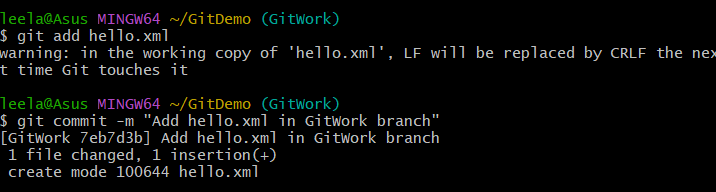 leela@Asus MINGW64 ~/GitDemo (GitWork)
$ git add hello.xml
warning: in the working copy of 'hello.xml', LF will be replaced by CRLF the nex
t time Git touches it
leela@Asus MINGW64 ~/GitDemo (GitWork)
$ git commit -m "Add hello.xml in GitWork branch"
[GitWork 7eb7d3b] Add hello.xml in GitWork branch
1 file changed, 1 insertion(+)
create mode 100644 hello.xml